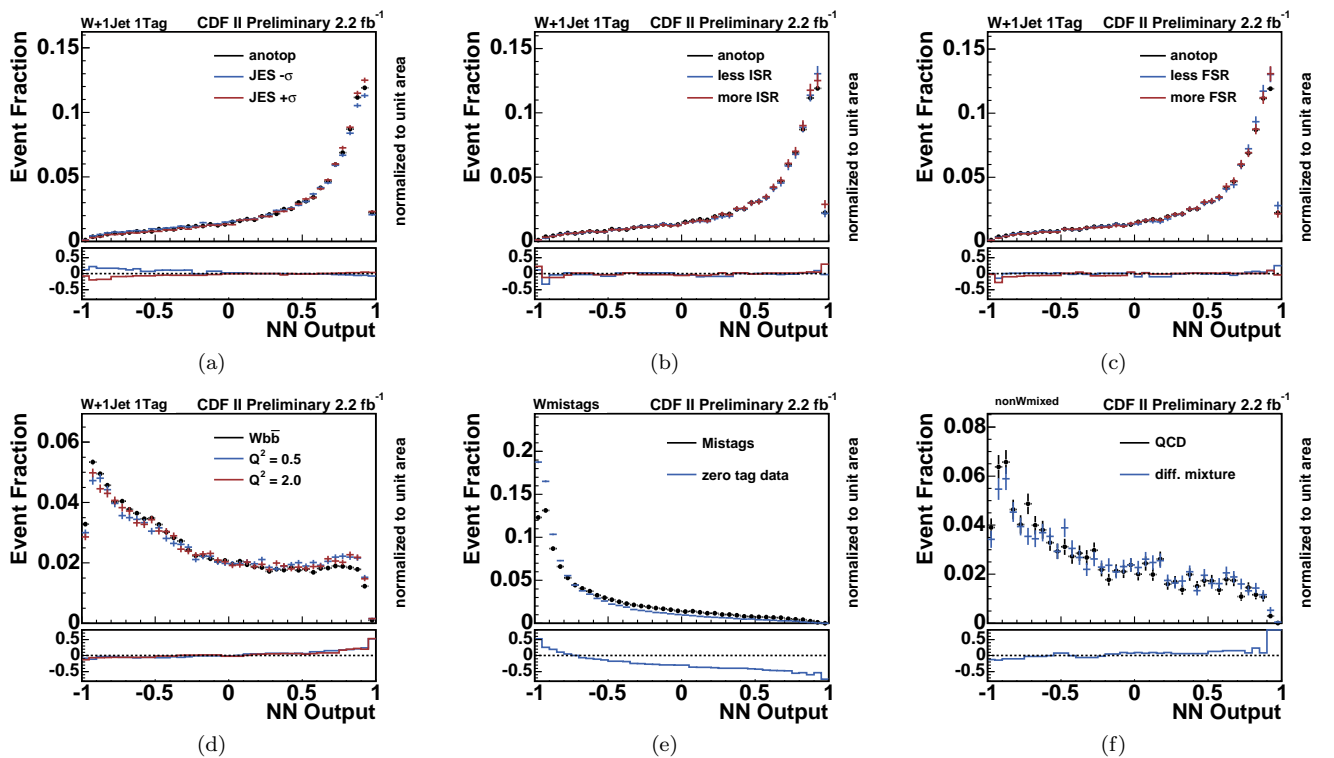 W+1Jet 1Tag CDF II Preliminary 2.2 fb⁻¹
Event Fraction
normalized to unit area
anotop
JES -σ
JES +σ
0.15
0.1
0.05
0
0.5
0
-0.5
-1 -0.5 0 0.5 1
NN Output
(a)
W+1Jet 1Tag CDF II Preliminary 2.2 fb⁻¹
Event Fraction
normalized to unit area
anotop
less ISR
more ISR
0.15
0.1
0.05
0
0.5
0
-0.5
-1 -0.5 0 0.5 1
NN Output
(b)
W+1Jet 1Tag CDF II Preliminary 2.2 fb⁻¹
Event Fraction
normalized to unit area
anotop
less FSR
more FSR
0.15
0.1
0.05
0
0.5
0
-0.5
-1 -0.5 0 0.5 1
NN Output
(c)
W+1Jet 1Tag CDF II Preliminary 2.2 fb⁻¹
Event Fraction
normalized to unit area
Wbb̄
Q² = 0.5
Q² = 2.0
0.06
0.04
0.02
0
0.5
0
-0.5
-1 -0.5 0 0.5 1
NN Output
(d)
Wmistags CDF II Preliminary 2.2 fb⁻¹
Event Fraction
normalized to unit area
Mistags
zero tag data
0.2
0.15
0.1
0.05
0
0.5
0
-0.5
-1 -0.5 0 0.5 1
NN Output
(e)
nonWmixed CDF II Preliminary 2.2 fb⁻¹
Event Fraction
normalized to unit area
QCD
diff. mixture
0.08
0.06
0.04
0.02
0
0.5
0
-0.5
-1 -0.5 0 0.5 1
NN Output
(f)